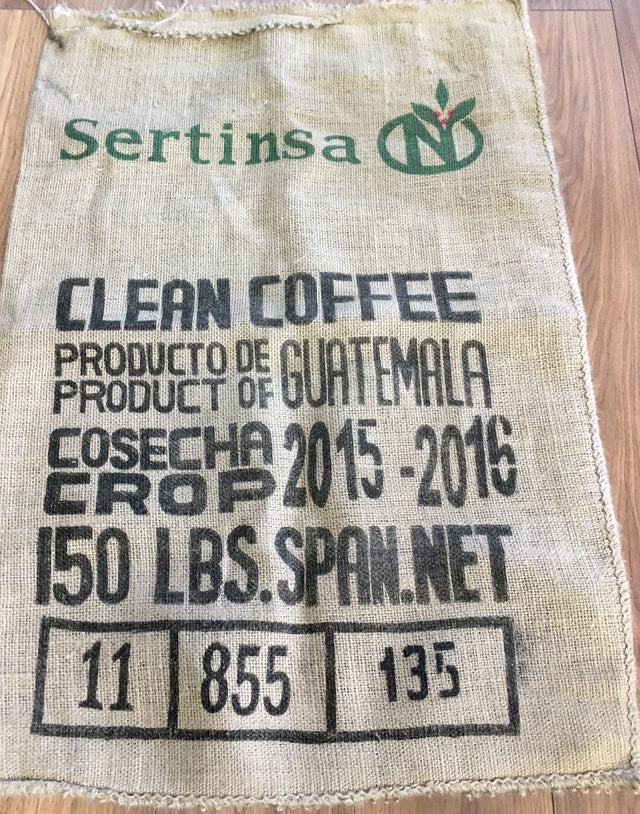 Sertinsa N
CLEAN COFFEE
PRODUCTO DE
PRODUCT OF GUATEMALA
COSECHA
CROP 2015-2016
150 LBS.SPAN.NET
11 855 135